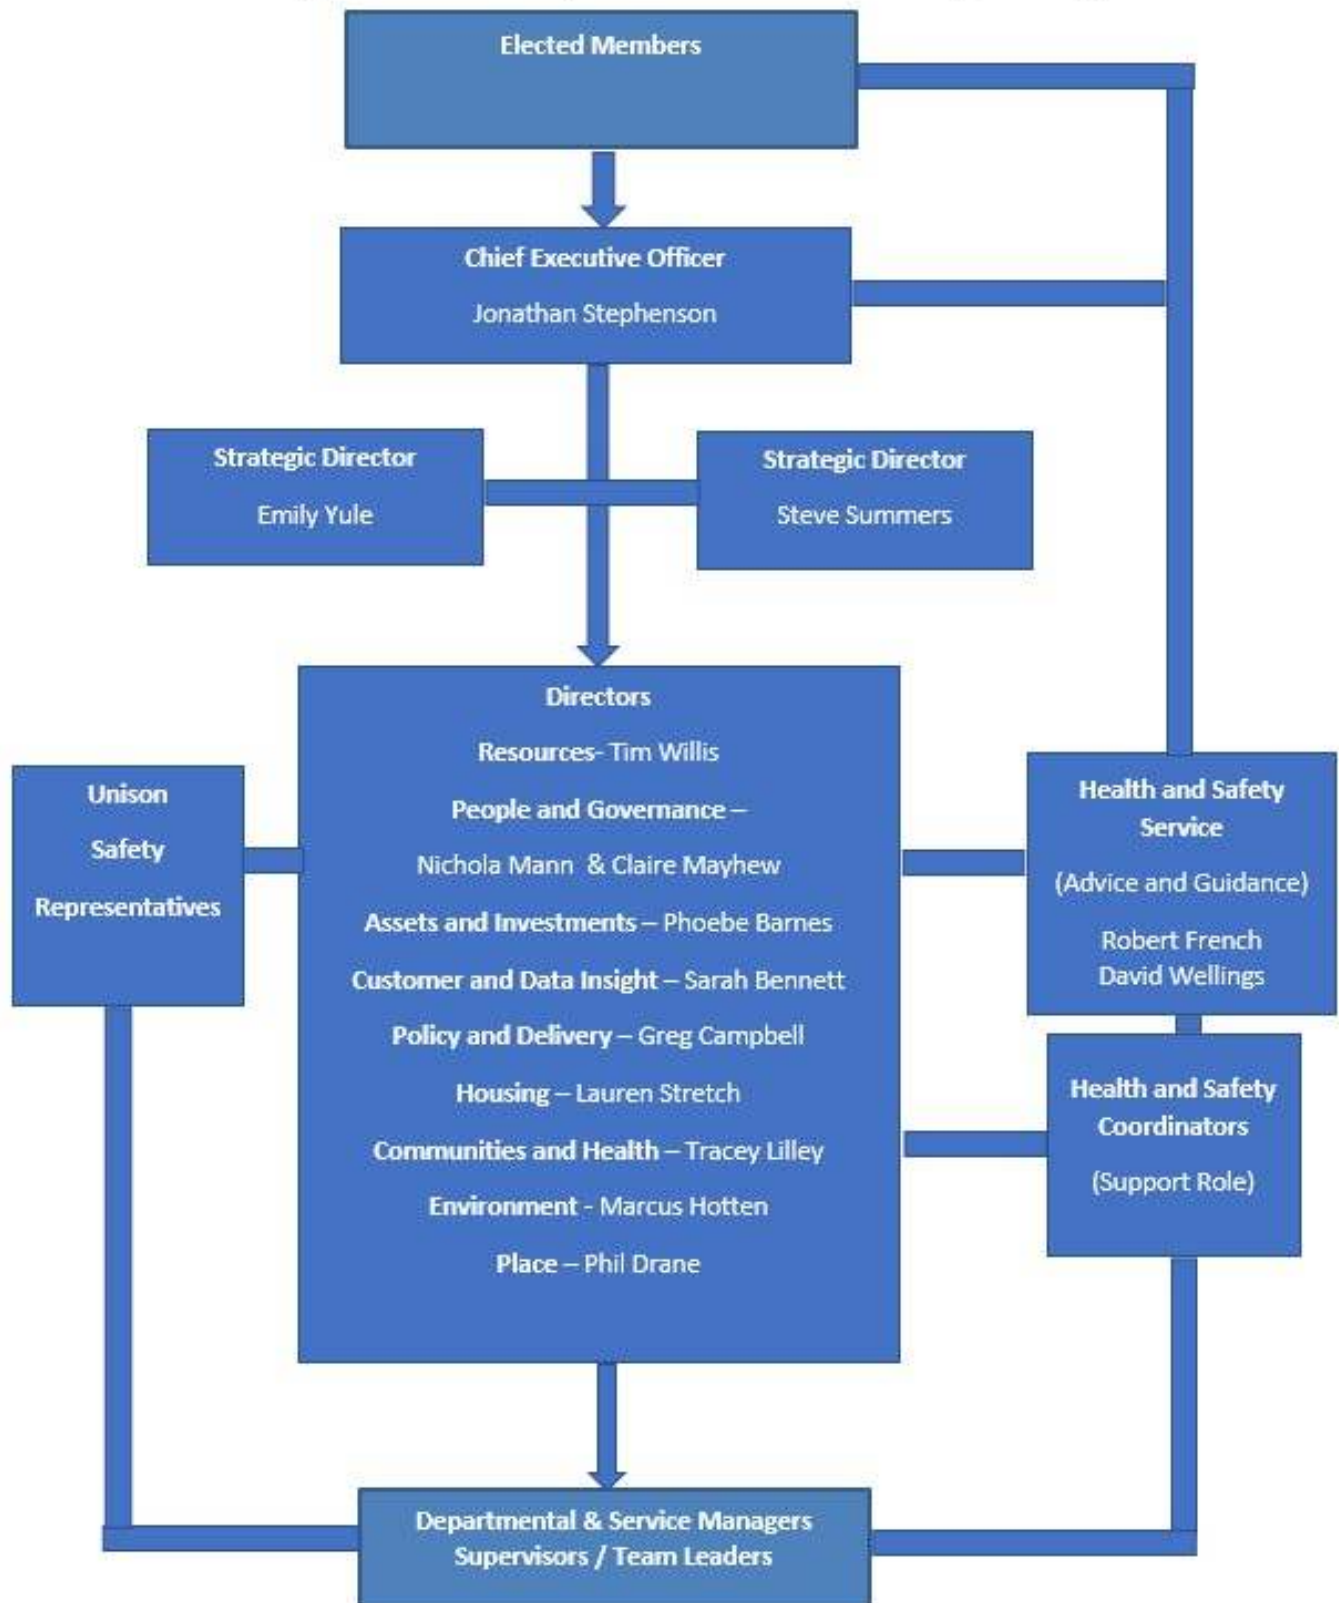 Elected Members
Chief Executive Officer
Jonathan Stephenson
Strategic Director
Emily Yule
Strategic Director
Steve Summers
Directors
Resources- Tim Willis
People and Governance –
Nichola Mann & Claire Mayhew
Assets and Investments – Phoebe Barnes
Customer and Data Insight – Sarah Bennett
Policy and Delivery – Greg Campbell
Housing – Lauren Stretch
Communities and Health – Tracey Lilley
Environment - Marcus Hotten
Place – Phil Drane
Unison
Safety
Representatives
Health and Safety
Service
(Advice and Guidance)
Robert French
David Wellings
Health and Safety
Coordinators
(Support Role)
Departmental & Service Managers
Supervisors / Team Leaders